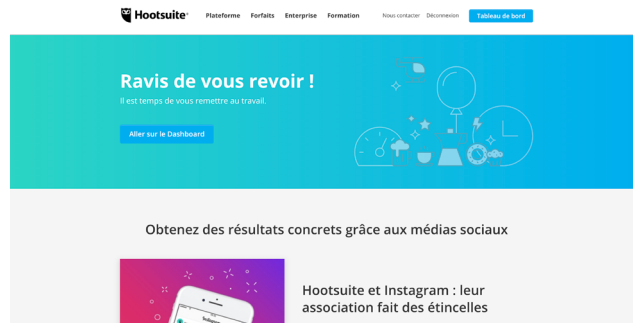 Hootsuite®
Plateforme Forfaits Enterprise Formation Nous contacter Déconnexion Tableau de bord
Ravis de vous revoir !
Il est temps de vous remettre au travail.
Aller sur le Dashboard
Obtenez des résultats concrets grâce aux médias sociaux
Hootsuite et Instagram : leur
association fait des étincelles